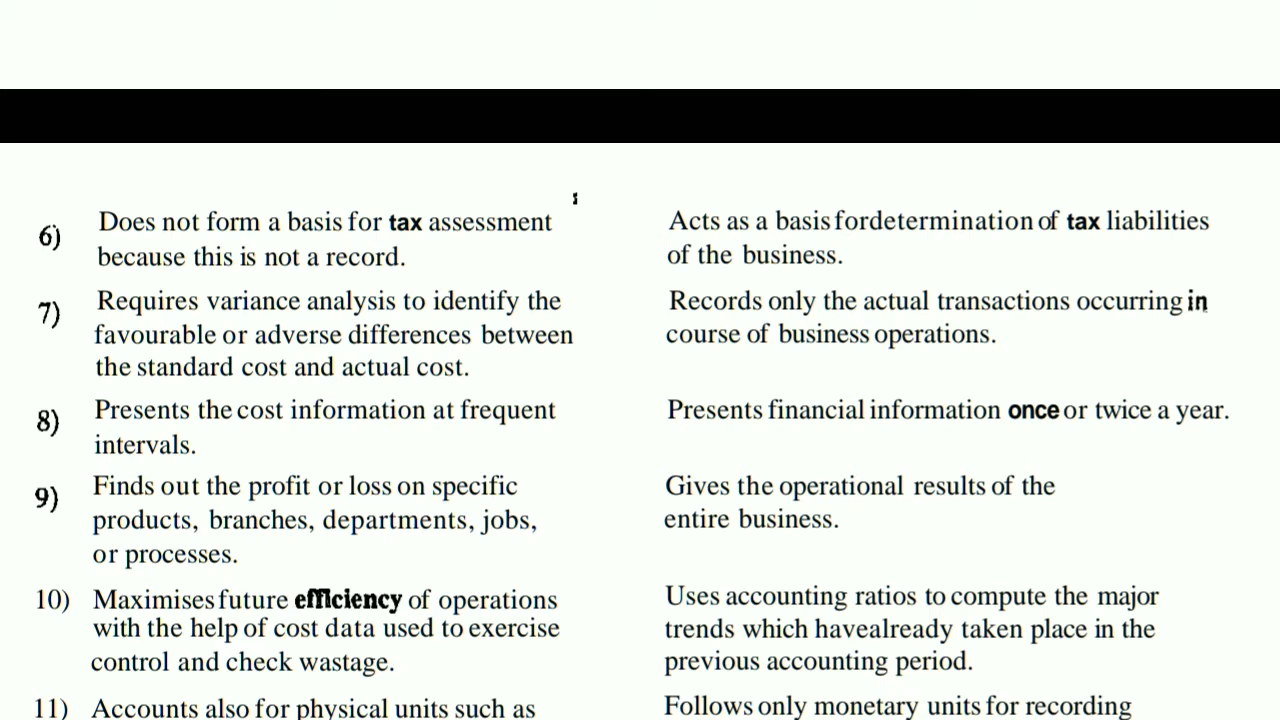 6) Does not form a basis for tax assessment
because this is not a record.
Acts as a basis fordetermination of tax liabilities
of the business.
7) Requires variance analysis to identify the
favourable or adverse differences between
the standard cost and actual cost.
Records only the actual transactions occurring in
course of business operations.
8) Presents the cost information at frequent
intervals.
Presents financial information once or twice a year.
9) Finds out the profit or loss on specific
products, branches, departments, jobs,
or processes.
Gives the operational results of the
entire business.
10) Maximises future efficiency of operations
with the help of cost data used to exercise
control and check wastage.
Uses accounting ratios to compute the major
trends which havealready taken place in the
previous accounting period.
11) Accounts also for physical units such as
Follows only monetary units for recording